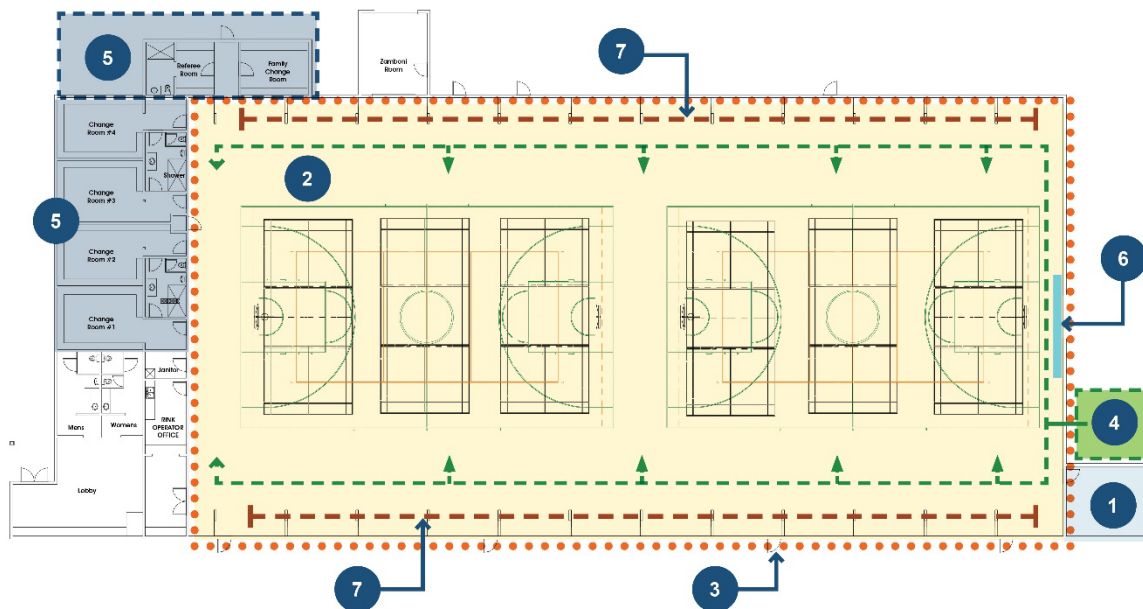 5
Referee
Room
Family
Change
Room
Zamboni
Room
7
Change
Room #4
Shower
2
Change
Room #3
5
Change
Room #2
6
Change
Room #1
Janitor
4
Mens
Womens
RINK
OPERATOR
OFFICE
Lobby
1
7
3